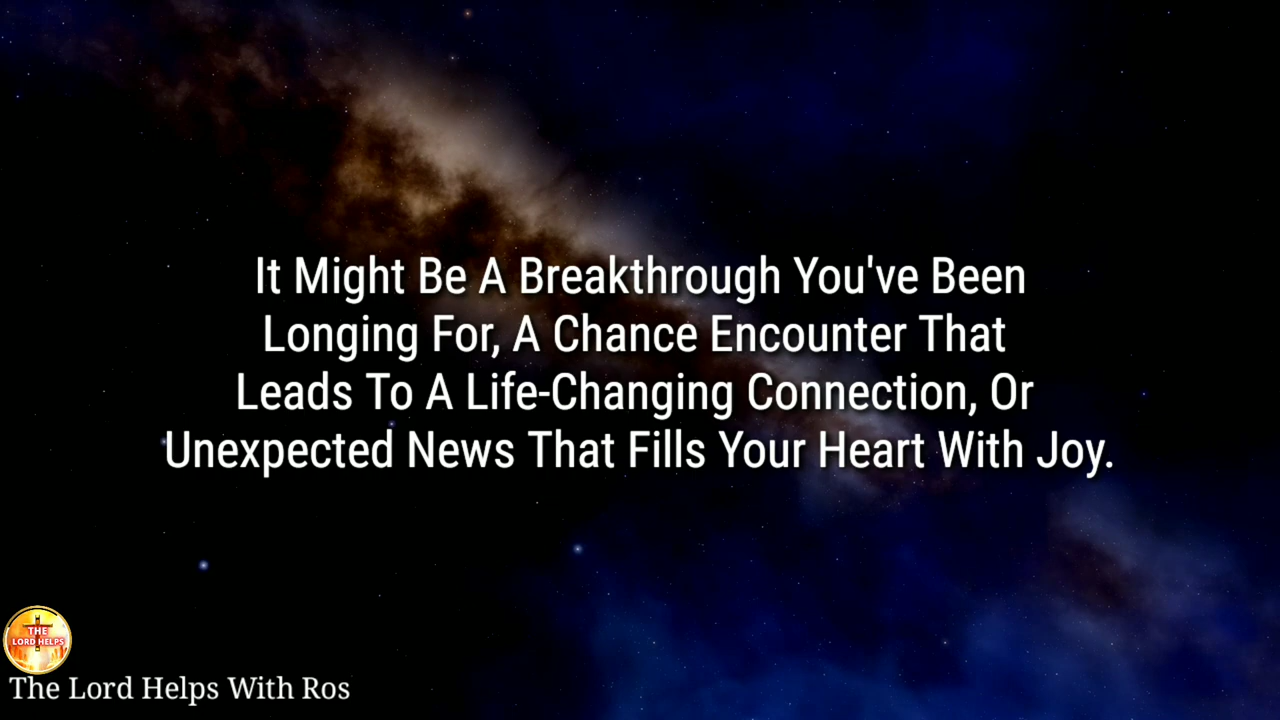 It Might Be A Breakthrough You've Been
Longing For, A Chance Encounter That
Leads To A Life-Changing Connection, Or
Unexpected News That Fills Your Heart With Joy.
THE
LORD HELPS
The Lord Helps With Ros